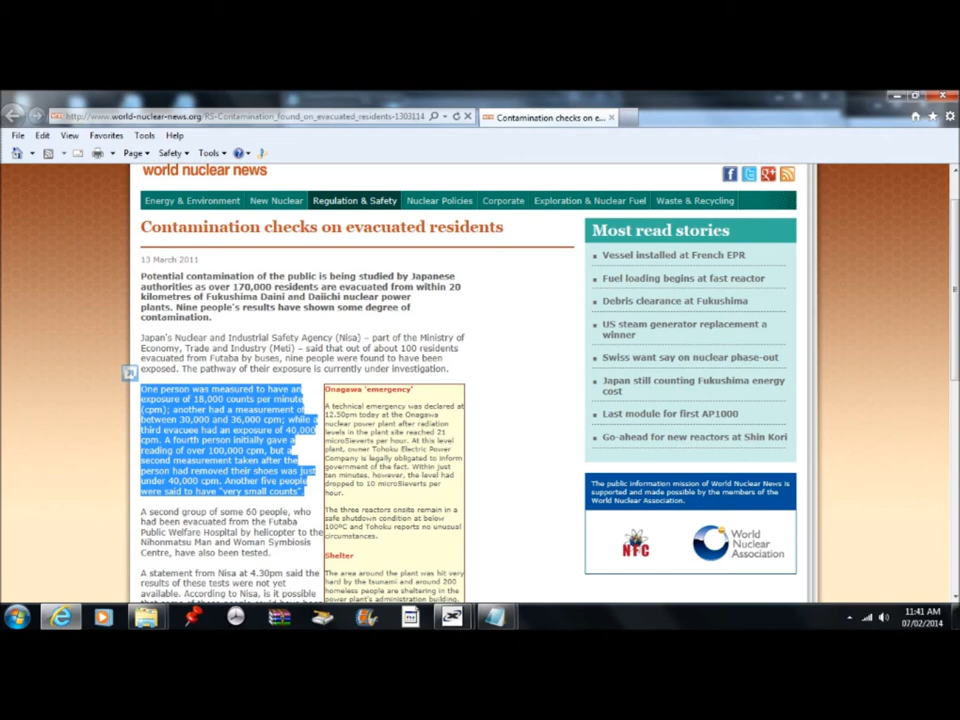 http://www.world-nuclear-news.org/RS-Contamination_found_on_evacuated_residents-1303114
Contamination checks on e...
File Edit View Favorites Tools Help
Page Safety Tools
world nuclear news
Energy & Environment New Nuclear Regulation & Safety Nuclear Policies Corporate Exploration & Nuclear Fuel Waste & Recycling
Contamination checks on evacuated residents
13 March 2011
Potential contamination of the public is being studied by Japanese
authorities as over 170,000 residents are evacuated from within 20
kilometres of Fukushima Daini and Daiichi nuclear power
plants. Nine people's results have shown some degree of
contamination.
Japan's Nuclear and Industrial Safety Agency (Nisa) – part of the Ministry of
Economy, Trade and Industry (Meti) – said that out of about 100 residents
evacuated from Futaba by buses, nine people were found to have been
exposed. The pathway of their exposure is currently under investigation.
One person was measured to have an
exposure of 18,000 counts per minute
(cpm); another had a measurement of
between 30,000 and 36,000 cpm; while a
third evacuee had an exposure of 40,000
cpm. A fourth person initially gave a
reading of over 100,000 cpm, but a
second measurement taken after the
person had removed their shoes was just
under 40,000 cpm. Another five people
were said to have "very small counts".
A second group of some 60 people, who
had been evacuated from the Futaba
Public Welfare Hospital by helicopter to the
Nihonmatsu Man and Woman Symbiosis
Centre, have also been tested.
A statement from Nisa at 4.30pm said the
results of these tests were not yet
available. According to Nisa, it is possible
Onagawa 'emergency'
A technical emergency was declared at
12.50pm today at the Onagawa
nuclear power plant after radiation
levels in the plant site reached 21
microSieverts per hour. At this level
plant, owner Tohoku Electric Power
Company is legally obligated to inform
government of the fact. Within just
ten minutes, however, the level had
dropped to 10 microSieverts per
hour.
The three reactors onsite remain in a
safe shutdown condition at below
100ºC and Tohoku reports no unusual
circumstances.
Shelter
The area around the plant was hit very
hard by the tsunami and around 200
homeless people are sheltering in the
power plant's administration building.
Most read stories
Vessel installed at French EPR
Fuel loading begins at fast reactor
Debris clearance at Fukushima
US steam generator replacement a
winner
Swiss want say on nuclear phase-out
Japan still counting Fukushima energy
cost
Last module for first AP1000
Go-ahead for new reactors at Shin Kori
The public information mission of World Nuclear News is
supported and made possible by the members of the
World Nuclear Association.
NFC
World
Nuclear
Association
11:41 AM
07/02/2014